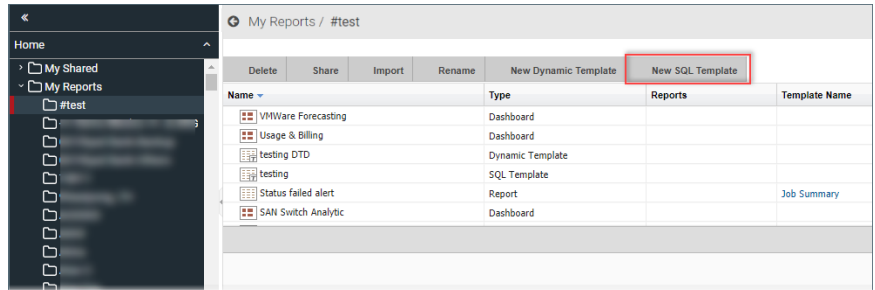 «
My Reports / #test
Home
My Shared
My Reports
#test
Delete Share Import Rename New Dynamic Template New SQL Template
Name Type Reports Template Name
VMWare Forecasting Dashboard
Usage & Billing Dashboard
testing DTD Dynamic Template
testing SQL Template
Status failed alert Report Job Summary
SAN Switch Analytic Dashboard